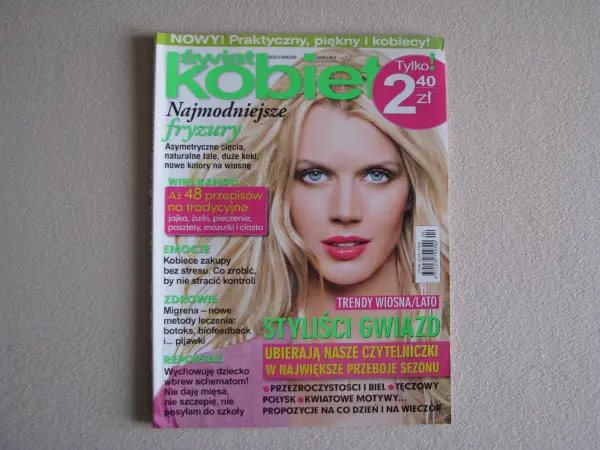 NOWY! Praktyczny, piękny i kobiecy!
świat
kobiety
Tylko!
2 40
zł
Najmodniejsze
fryzury
Asymetryczne cięcia,
naturalne fale, duże koki,
nowe kolory na wiosnę
WIELKANOC
Aż 48 przepisów
na tradycyjne
jajka, żurki, pieczenie,
pasztety, mazurki i ciasta
EMOCJE
Kobiece zakupy
bez stresu. Co zrobić,
by nie stracić kontroli
ZDROWIE
Migrena – nowe
metody leczenia:
botoks, biofeedback
i... pijawki
REPORTAŻ
Wychowuję dziecko
wbrew schematom!
Nie daję mięsa,
nie szczepię, nie
posyłam do szkoły
TRENDY WIOSNA/LATO
STYLIŚCI GWIAZD
UBIERAJĄ NASZE CZYTELNICZKI
W NAJWIĘKSZE PRZEBOJE SEZONU
• PRZEZROCZYSTOŚCI I BIEL • TĘCZOWY
POŁYSK • KWIATOWE MOTYWY...
PROPOZYCJE NA CO DZIEŃ I NA WIECZÓR